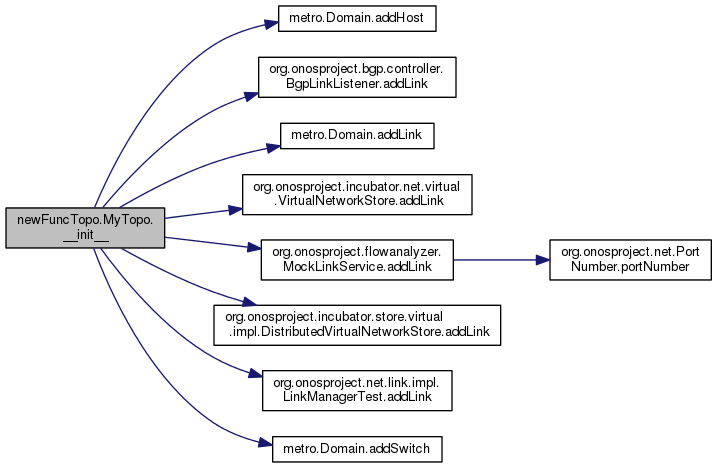 metro.Domain.addHost
org.onosproject.bgp.controller.
BgpLinkListener.addLink
metro.Domain.addLink
org.onosproject.incubator.net.virtual
.VirtualNetworkStore.addLink
newFuncTopo.MyTopo.
__init__
org.onosproject.flowanalyzer.
MockLinkService.addLink
org.onosproject.net.Port
Number.portNumber
org.onosproject.incubator.store.virtual
.impl.DistributedVirtualNetworkStore.addLink
org.onosproject.net.link.impl.
LinkManagerTest.addLink
metro.Domain.addSwitch